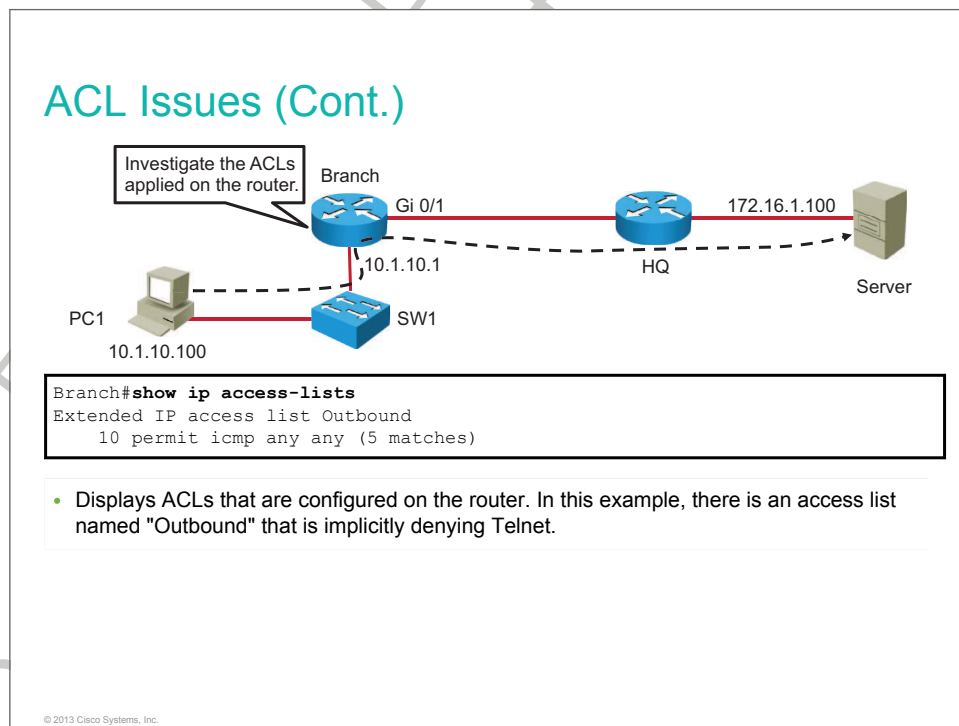 ACL Issues (Cont.)
Investigate the ACLs
applied on the router.
Branch
Gi 0/1
172.16.1.100
10.1.10.1
HQ
Server
PC1
SW1
10.1.10.100
Branch#show ip access-lists
Extended IP access list Outbound
    10 permit icmp any any (5 matches)
• Displays ACLs that are configured on the router. In this example, there is an access list
named "Outbound" that is implicitly denying Telnet.
© 2013 Cisco Systems, Inc.